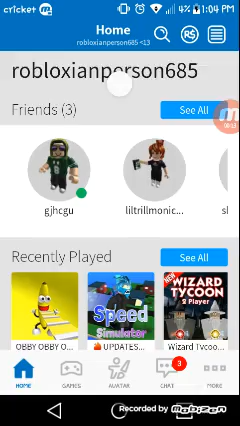 cricket
4% 1:04 PM
Home
robloxianperson685 <13
R$
robloxianperson685
00:13
Friends (3)
See All
gjhcgu
liltrillmonic...
Recently Played
See All
Speed
Simulator
NEW
WIZARD
TYCOON
2 Player
OBBY OBBY O...
UPDATES...
Wizard Tycoo...
3
HOME
GAMES
AVATAR
CHAT
MORE
Recorded by mobizen